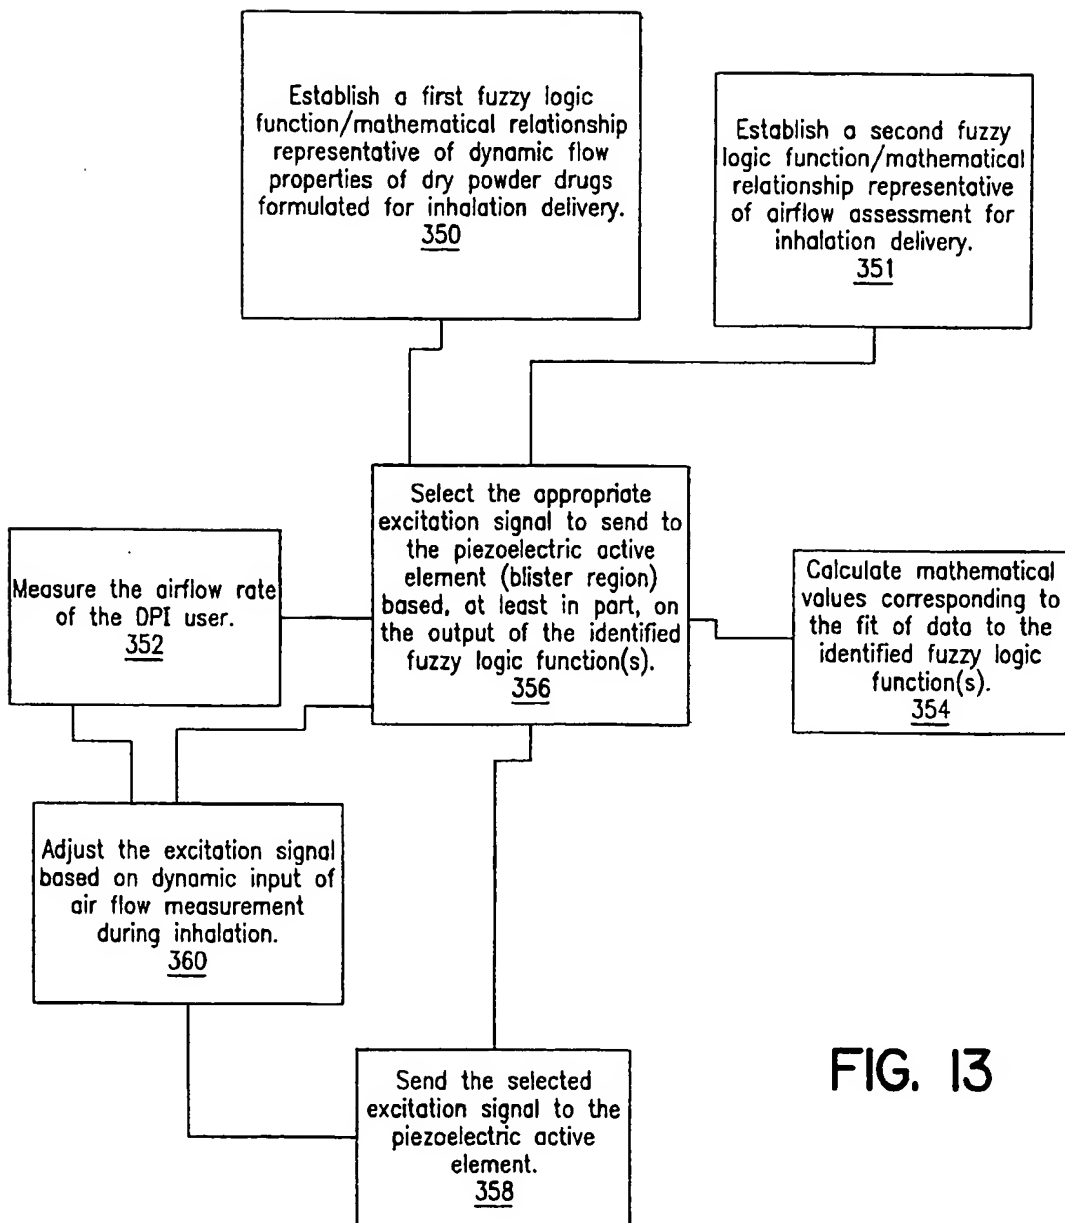 Establish a first fuzzy logic
function/mathematical relationship
representative of dynamic flow
properties of dry powder drugs
formulated for inhalation delivery.
350
Establish a second fuzzy
logic function/mathematical
relationship representative
of airflow assessment for
inhalation delivery.
351
Select the appropriate
excitation signal to send to
the piezoelectric active
element (blister region)
based, at least in part, on
the output of the identified
fuzzy logic function(s).
356
Measure the airflow rate
of the DPI user.
352
Calculate mathematical
values corresponding to
the fit of data to the
identified fuzzy logic
function(s).
354
Adjust the excitation signal
based on dynamic input of
air flow measurement
during inhalation.
360
Send the selected
excitation signal to the
piezoelectric active
element.
358
FIG. 13